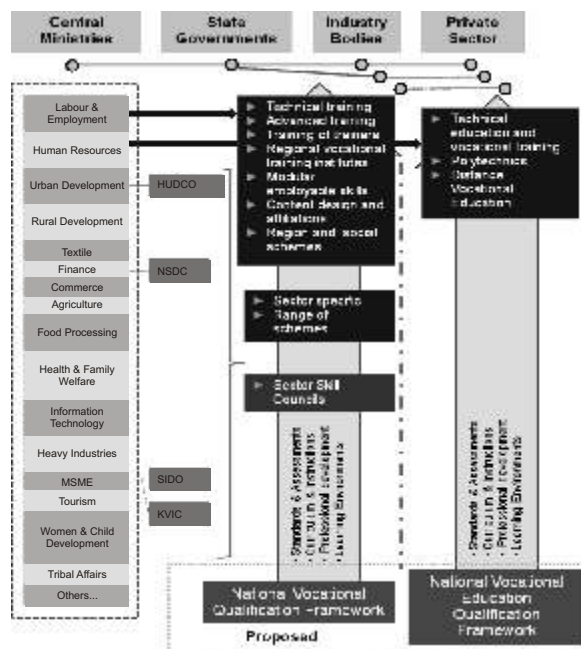 Central
Ministries
State
Governments
Industry
Bodies
Private
Sector
Labour &
Employment
Human Resources
Urban Development
Rural Development
Textile
Finance
Commerce
Agriculture
Food Processing
Health & Family
Welfare
Information
Technology
Heavy Industries
MSME
Tourism
Women & Child
Development
Tribal Affairs
Others...
HUDCO
NSDC
SIDO
KVIC
Technical training
Advanced training
Training of trainers
Regional vocational
training institutes
Modular
employable skills
Content design and
affiliations
Region and social
schemes
Sector specific
Range of
schemes
Sector Skill
Councils
• Standards & Assessments
• Curriculum & Instructions
• Professional development
• Learning Environments
National Vocational
Qualification Framework
Proposed
Technical
education and
vocational training
Polytechnics
Distance
Vocational
Education
• Standards & Assessments
• Curriculum & Instructions
• Professional development
• Learning Environments
National Vocational
Education
Qualification
Framework